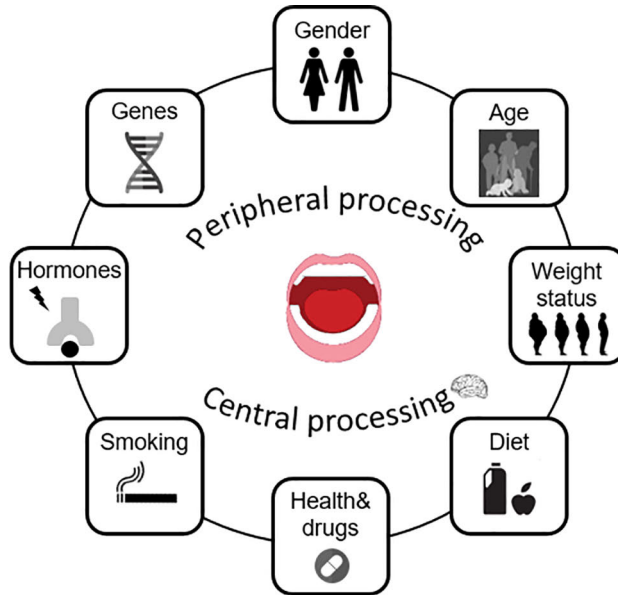 Gender
Genes
Age
Peripheral processing
Hormones
Weight
status
Central processing
Smoking
Diet
Health&
drugs